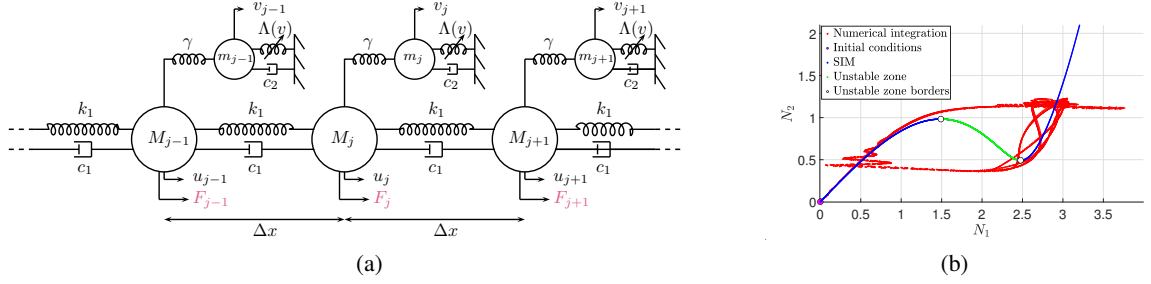 v_{j-1} v_j v_{j+1}
Λ(v) Λ(v) Λ(v)
γ m_{j-1} γ m_j γ m_{j+1}
c_2 c_2 c_2
k_1 k_1 k_1 k_1
M_{j-1} M_j M_{j+1}
c_1 c_1 c_1 c_1
u_{j-1} u_j u_{j+1}
F_{j-1} F_j F_{j+1}
Δx Δx
(a)
Numerical integration
Initial conditions
SIM
Unstable zone
Unstable zone borders
2
1.5
1
0.5
0
N_2
0 0.5 1 1.5 2 2.5 3 3.5
N_1
(b)